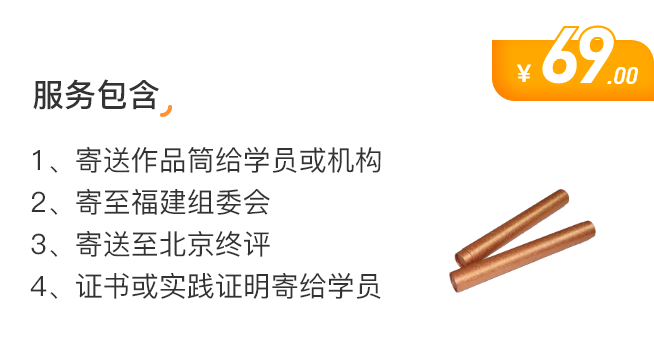 ¥69.00
服务包含
1、寄送作品筒给学员或机构
2、寄至福建组委会
3、寄送至北京终评
4、证书或实践证明寄给学员